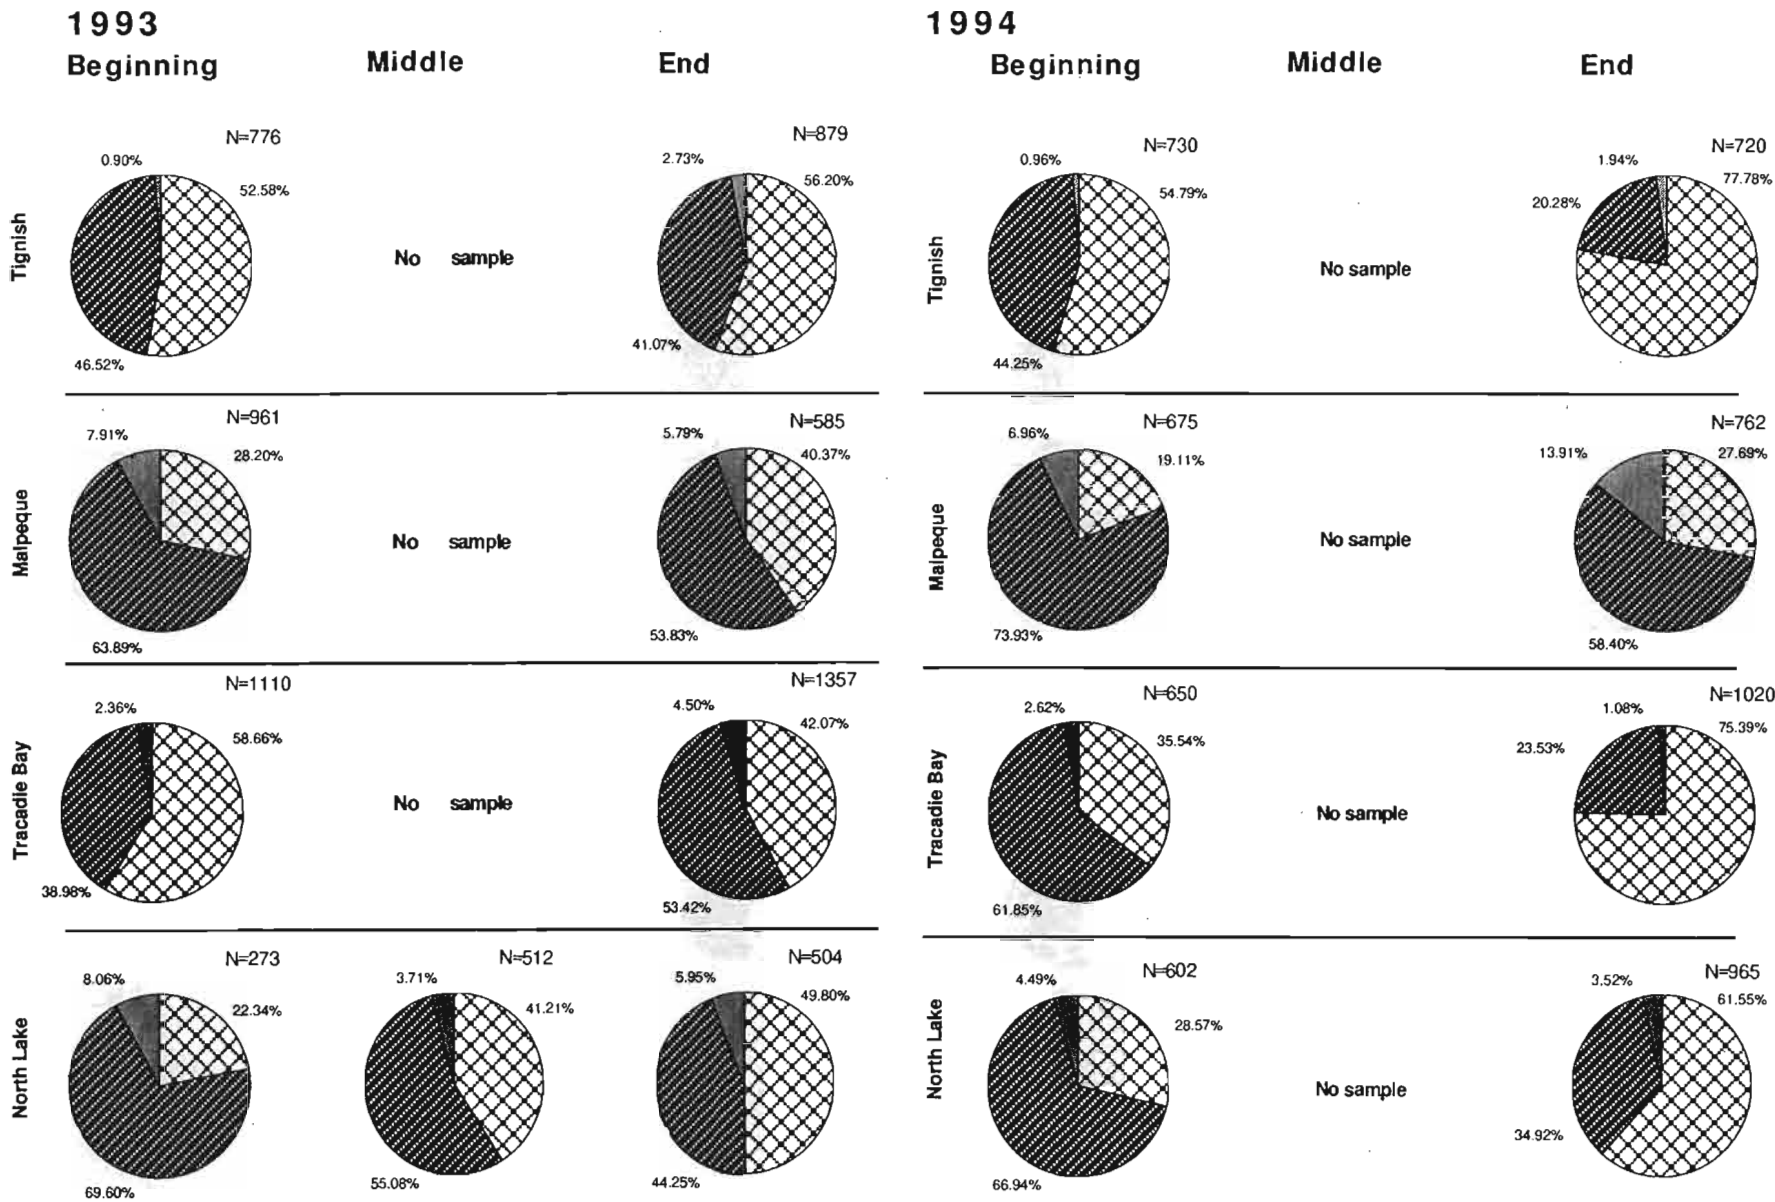 1993
Beginning
Middle
End
Tignish
N=776
0.90%
52.58%
46.52%
No sample
N=879
2.73%
56.20%
41.07%
Malpeque
N=961
7.91%
28.20%
63.89%
No sample
N=585
5.79%
40.37%
53.83%
Tracadie Bay
N=1110
2.36%
58.66%
38.98%
No sample
N=1357
4.50%
42.07%
53.42%
North Lake
N=273
8.06%
22.34%
69.60%
N=512
3.71%
41.21%
55.08%
N=504
5.95%
49.80%
44.25%
1994
Beginning
Middle
End
Tignish
N=730
0.96%
54.79%
44.25%
No sample
N=720
1.94%
77.78%
20.28%
Malpeque
N=675
6.96%
19.11%
73.93%
No sample
N=762
13.91%
27.69%
58.40%
Tracadie Bay
N=650
2.62%
35.54%
61.85%
No sample
N=1020
1.08%
75.39%
23.53%
North Lake
N=602
4.49%
28.57%
66.94%
No sample
N=965
3.52%
61.55%
34.92%